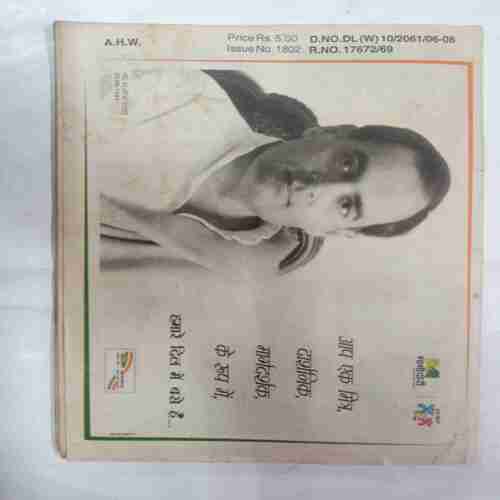 A.H.W. Price Rs. 5.00 D.NO.DL (W) 10/2061/06-08
Issue No. 1802 R.NO. 17672/69
आप एक मित्र,
दार्शनिक,
मार्गदर्शक,
के रूप में,
हमारे दिल में बसे हैं...